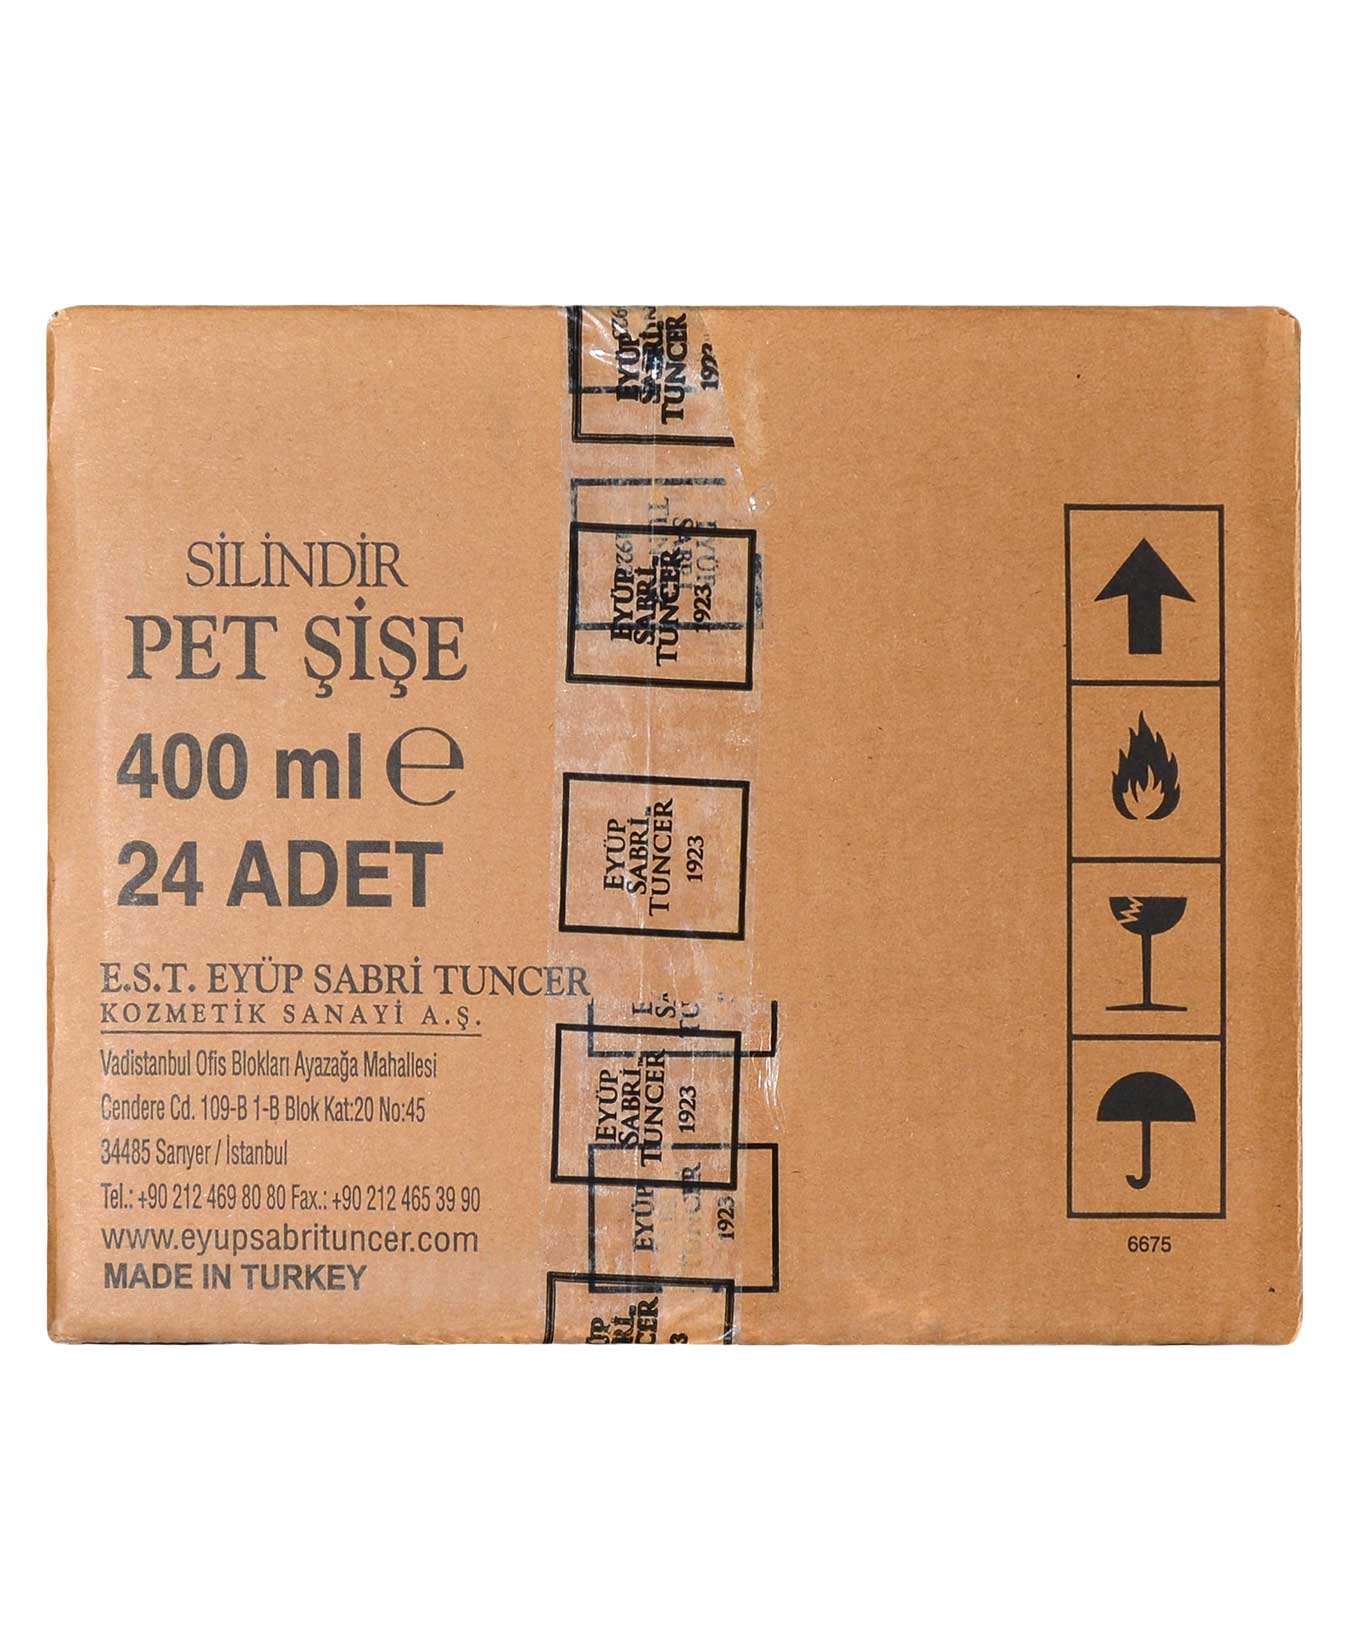 SİLİNDİR
PET ŞİŞE
400 ml ℮
24 ADET
E.S.T. EYÜP SABRİ TUNCER
KOZMETİK SANAYİ A.Ş.
Vadistanbul Ofis Blokları Ayazağa Mahallesi
Cendere Cd. 109-B 1-B Blok Kat:20 No:45
34485 Sarıyer / İstanbul
Tel.: +90 212 469 80 80 Fax.: +90 212 465 39 90
www.eyupsabrituncer.com
MADE IN TURKEY
EYÜP
SABRİ
TUNCER
1923
EYÜP
SABRİ
TUNCER
1923
EYÜP
SABRİ
TUNCER
1923
EYÜP
SABRİ
TUNCER
1923
EYÜP
TUNCER
1923
6675